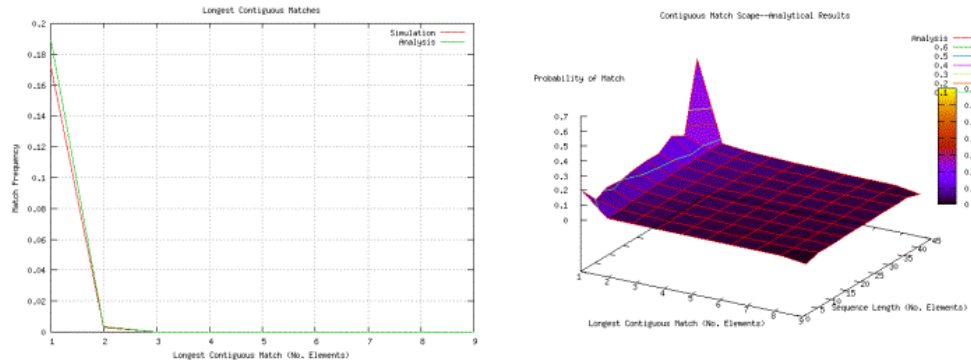 Longest Contiguous Matches
Simulation
Analysis
0.2
0.18
0.16
0.14
0.12
0.1
0.08
0.06
0.04
0.02
0
Match Frequency
1 2 3 4 5 6 7 8 9
Longest Contiguous Match (No. Elements)
Contiguous Match Scape--Analytical Results
Analysis
0.6
0.5
0.4
0.3
0.2
0.1
Probability of Match
0.7
0.6
0.5
0.4
0.3
0.2
0.1
0
1 2 3 4 5 6 7 8 9
Longest Contiguous Match (No. Elements)
0 5 10 15 20 25 30 35 40 45
Sequence Length (No. Elements)